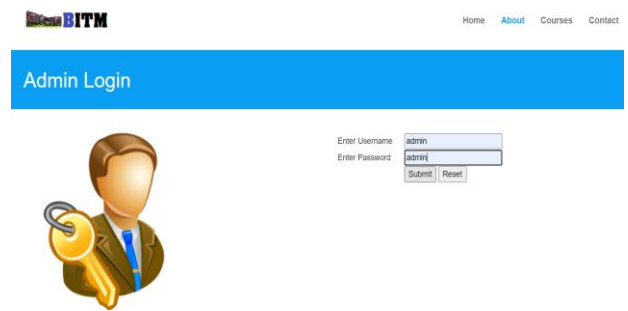 BITM
Home About Courses Contact
Admin Login
Enter Username admin
Enter Password admin
Submit Reset